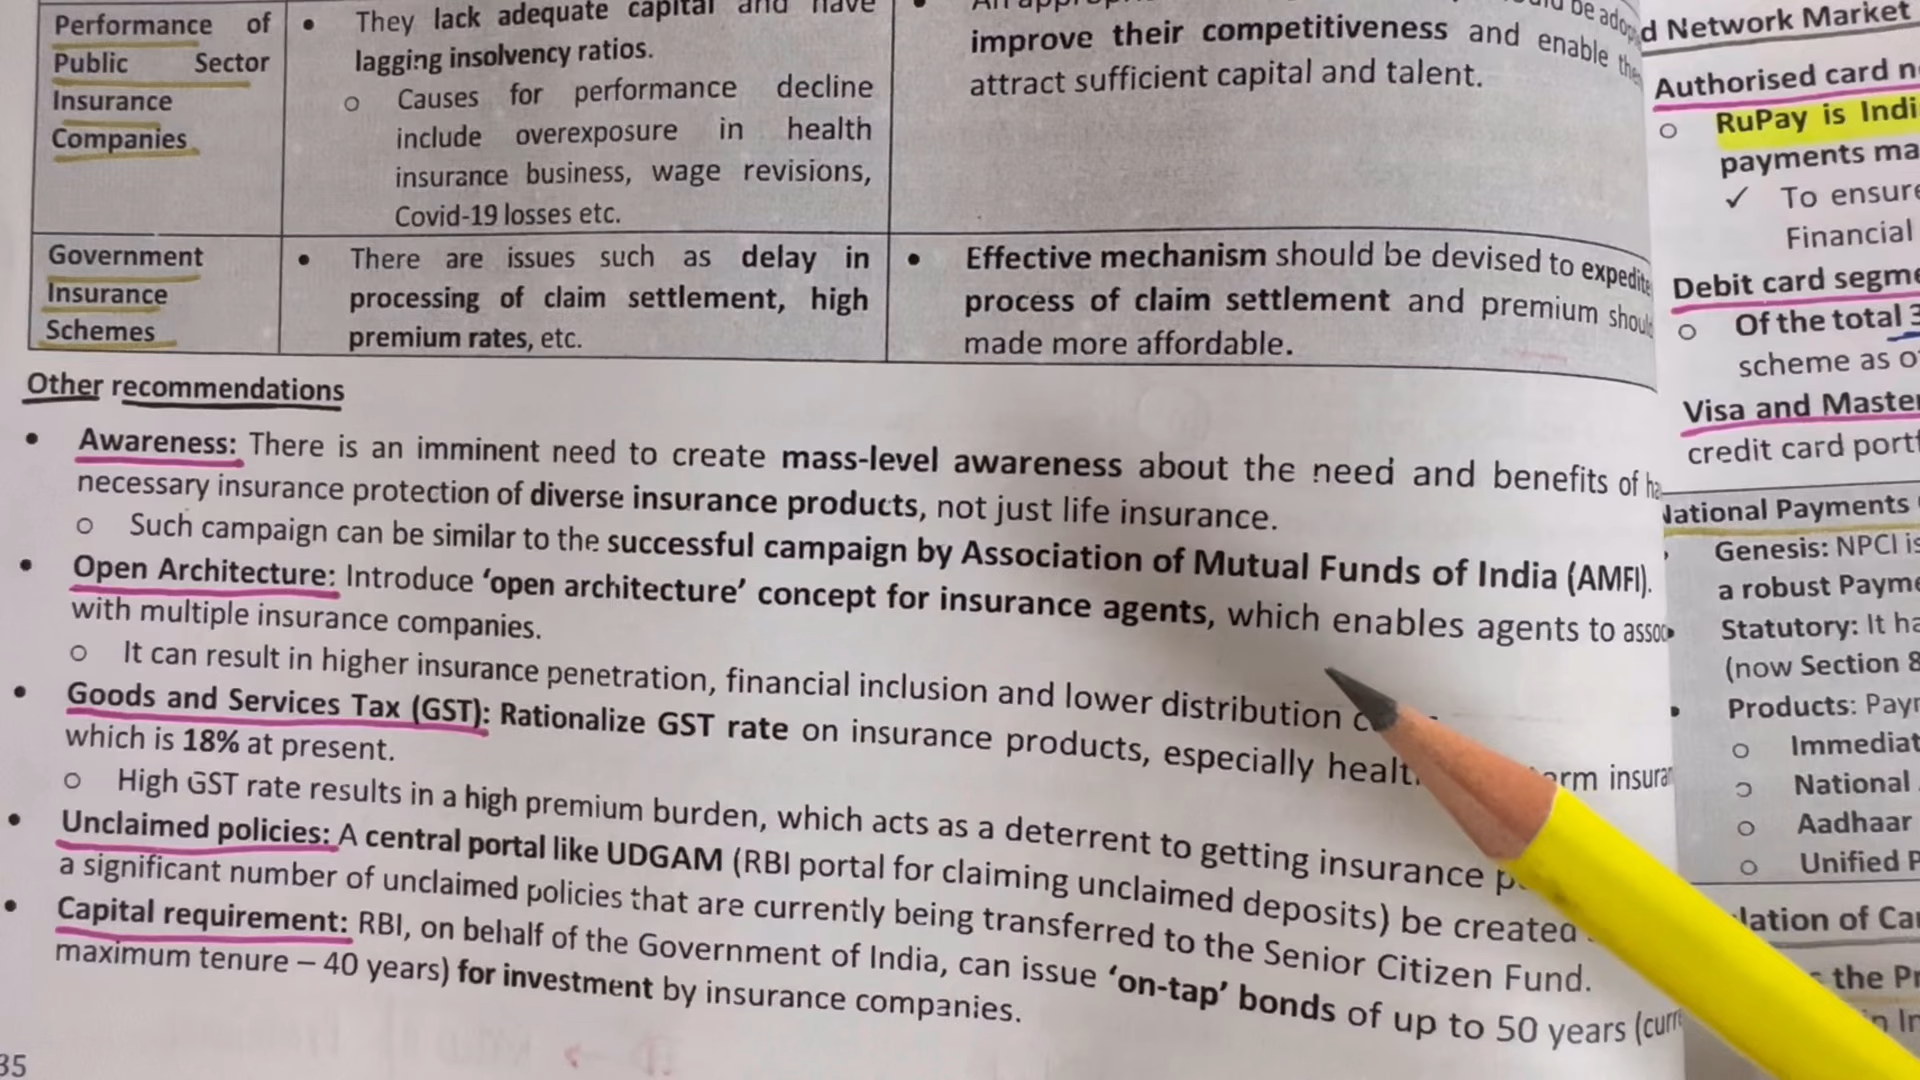 Performance of
Public Sector
Insurance
Companies
• They lack adequate capital and have
lagging insolvency ratios.
o Causes for performance decline
include overexposure in health
insurance business, wage revisions,
Covid-19 losses etc.
be
improve their competitiveness and enable
attract sufficient capital and talent.
Government
Insurance
Schemes
• There are issues such as delay in
processing of claim settlement, high
premium rates, etc.
• Effective mechanism should be devised to expedite
process of claim settlement and premium
made more affordable.
Other recommendations
• Awareness: There is an imminent need to create mass-level awareness about the need and benefits of
necessary insurance protection of diverse insurance products, not just life insurance.
o Such campaign can be similar to the successful campaign by Association of Mutual Funds of India (AMFI).
• Open Architecture: Introduce ‘open architecture’ concept for insurance agents, which enables agents to
with multiple insurance companies.
o It can result in higher insurance penetration, financial inclusion and lower distribution
• Goods and Services Tax (GST): Rationalize GST rate on insurance products, especially
which is 18% at present.
o High GST rate results in a high premium burden, which acts as a deterrent to getting insurance
• Unclaimed policies: A central portal like UDGAM (RBI portal for claiming unclaimed deposits) be created
a significant number of unclaimed policies that are currently being transferred to the Senior Citizen Fund.
• Capital requirement: RBI, on behalf of the Government of India, can issue ‘on-tap’ bonds of up to 50 years
maximum tenure – 40 years) for investment by insurance companies.
35
Network Market
Authorised card
o RuPay is
payments
✓ To ensure
Financial
Debit card
o Of the total
scheme as
Visa and
credit card
National Payments
Genesis: NPCI is
a robust
Statutory: It
(now Section 8
• Products:
o
o National
o Aadhaar
o Unified
of
the